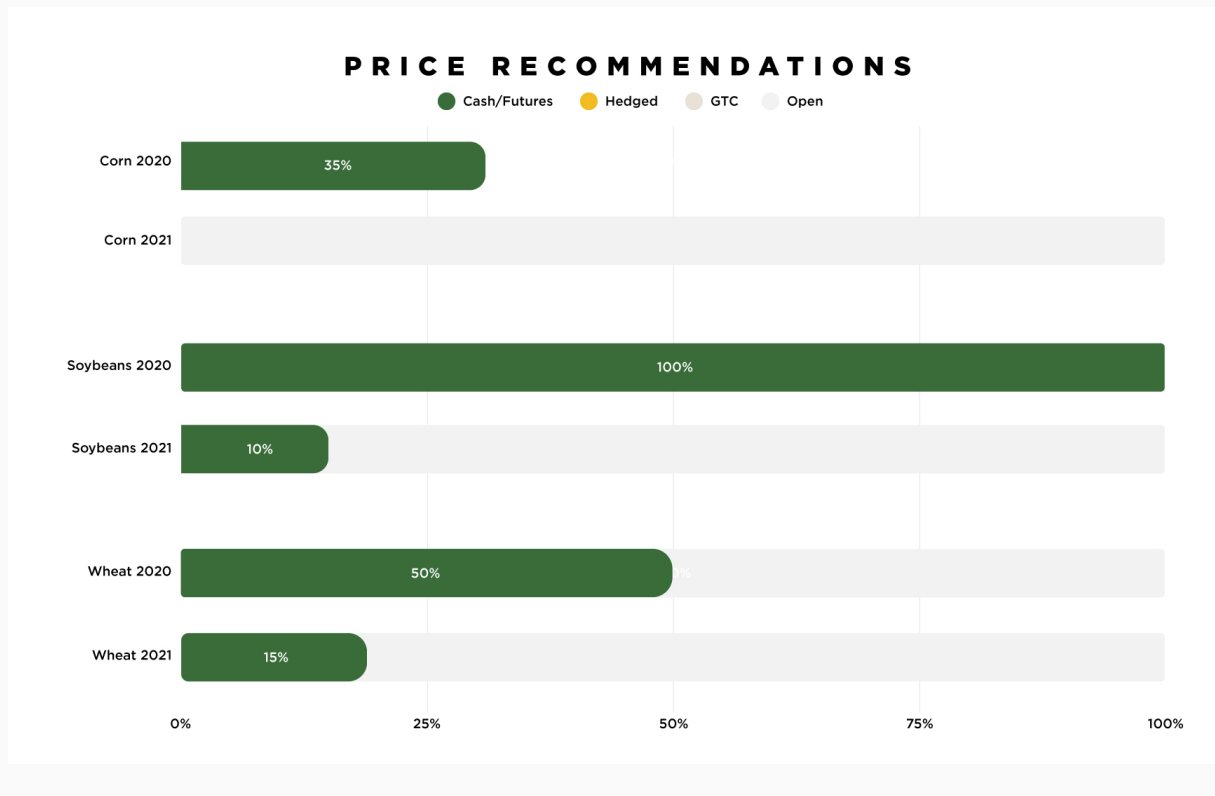 PRICE RECOMMENDATIONS
Cash/Futures Hedged GTC Open
Corn 2020 35%
Corn 2021
Soybeans 2020 100%
Soybeans 2021 10%
Wheat 2020 50%
Wheat 2021 15%
0% 25% 50% 75% 100%